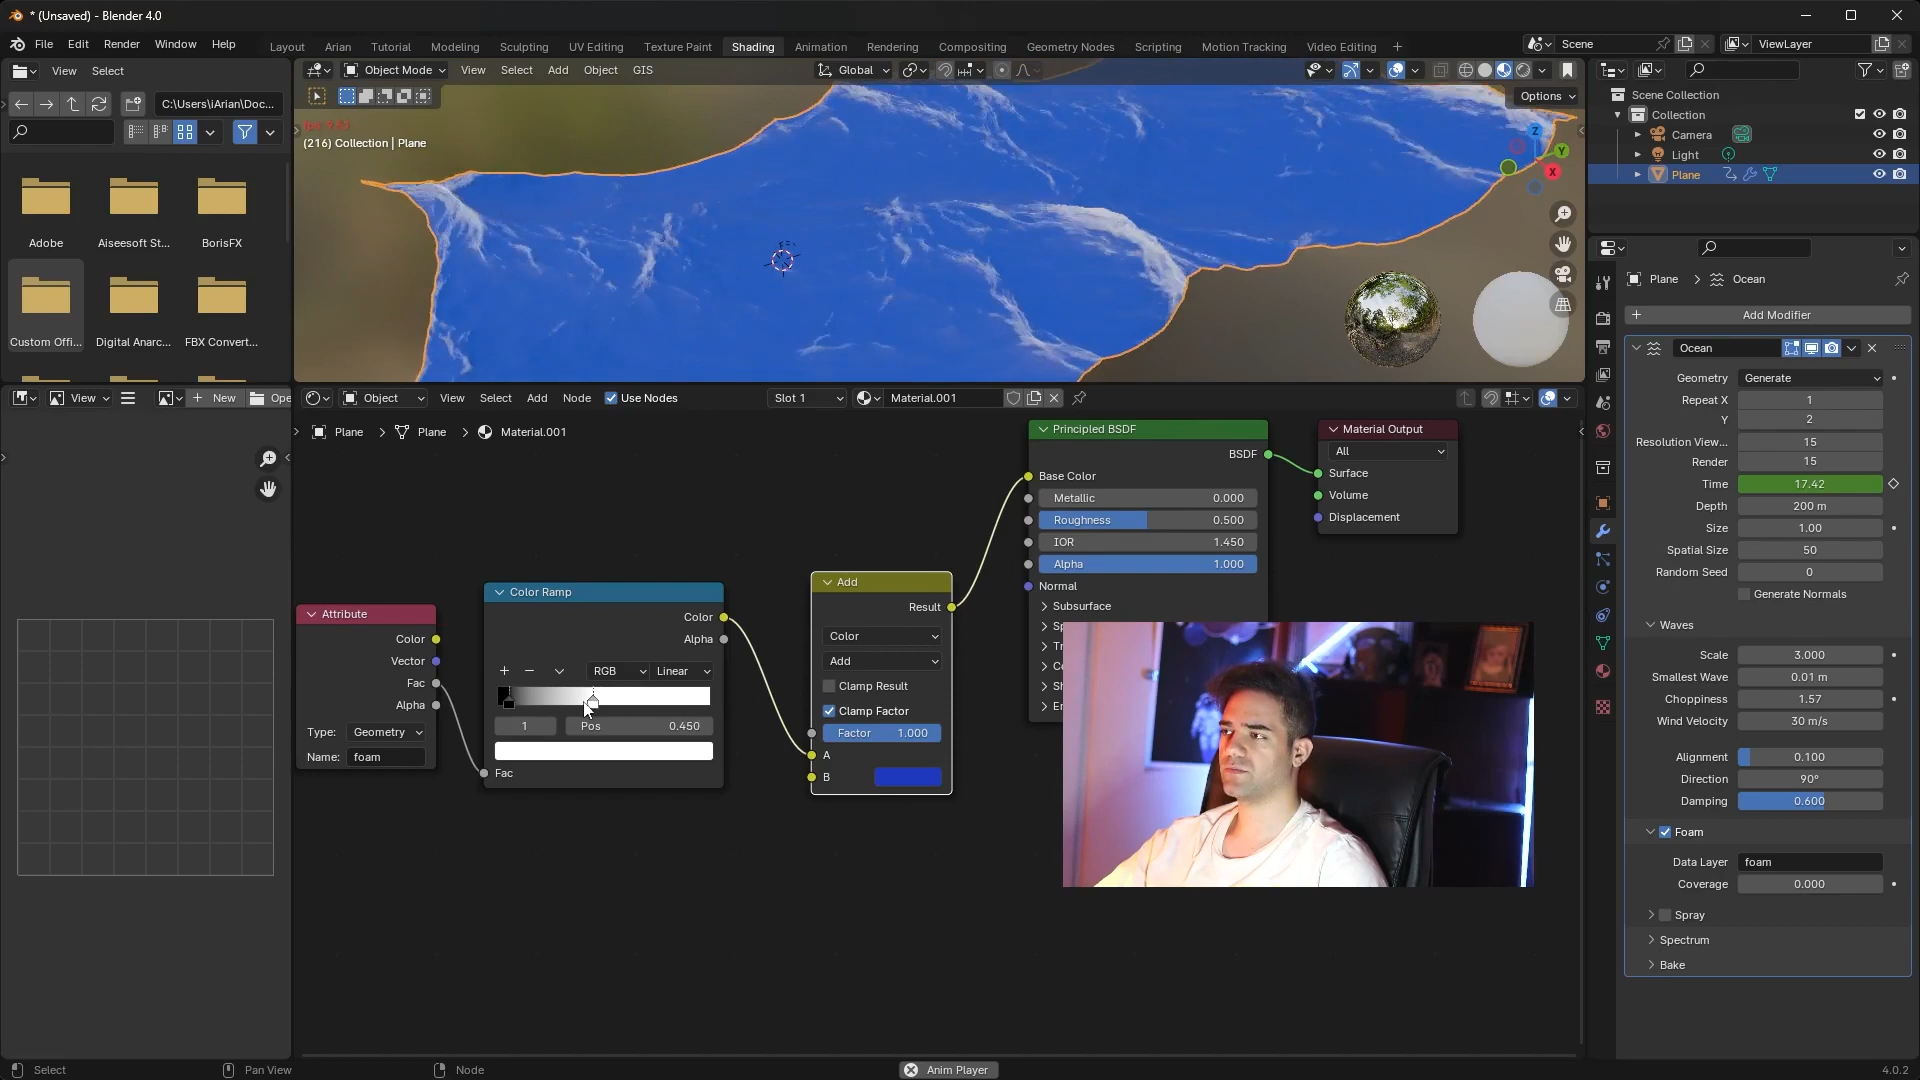 * (Unsaved) - Blender 4.0
File Edit Render Window Help
Layout Arian Tutorial Modeling Sculpting UV Editing Texture Paint Shading Animation Rendering Compositing Geometry Nodes Scripting Motion Tracking Video Editing +
Scene
ViewLayer
View Select
C:\Users\iArian\Doc...
Adobe
Aiseesoft St...
BorisFX
Custom Offi...
Digital Anarc...
FBX Convert...
View
New
Ope
Object Mode View Select Add Object GIS
Global
Options
(216) Collection | Plane
Z
Y
X
Object View Select Add Node Use Nodes
Slot 1
Material.001
Plane > Plane > Material.001
Attribute
Color
Vector
Fac
Alpha
Type: Geometry
Name: foam
Color Ramp
Color
Alpha
RGB Linear
1 Pos 0.450
Fac
Add
Result
Color
Add
Clamp Result
Clamp Factor
Factor 1.000
A
B
Principled BSDF
BSDF
Base Color
Metallic 0.000
Roughness 0.500
IOR 1.450
Alpha 1.000
Normal
Subsurface
Sp
Tr
Co
Sh
Em
Material Output
All
Surface
Volume
Displacement
Scene Collection
Collection
Camera
Light
Plane
Plane > Ocean
Add Modifier
Ocean
Geometry Generate
Repeat X 1
Y 2
Resolution View... 15
Render 15
Time 17.42
Depth 200 m
Size 1.00
Spatial Size 50
Random Seed 0
Generate Normals
Waves
Scale 3.000
Smallest Wave 0.01 m
Choppiness 1.57
Wind Velocity 30 m/s
Alignment 0.100
Direction 90°
Damping 0.600
Foam
Data Layer foam
Coverage 0.000
Spray
Spectrum
Bake
Select
Pan View
Node
Anim Player
4.0.2